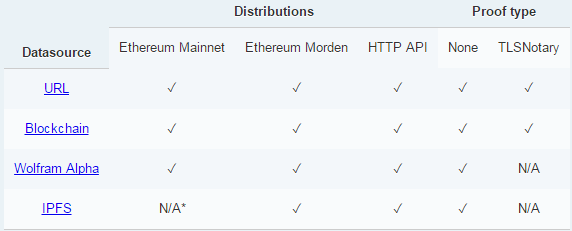 Distributions Proof type
Datasource Ethereum Mainnet Ethereum Morden HTTP API None TLSNotary
URL ✓ ✓ ✓ ✓ ✓
Blockchain ✓ ✓ ✓ ✓ ✓
Wolfram Alpha ✓ ✓ ✓ ✓ N/A
IPFS N/A* ✓ ✓ ✓ N/A